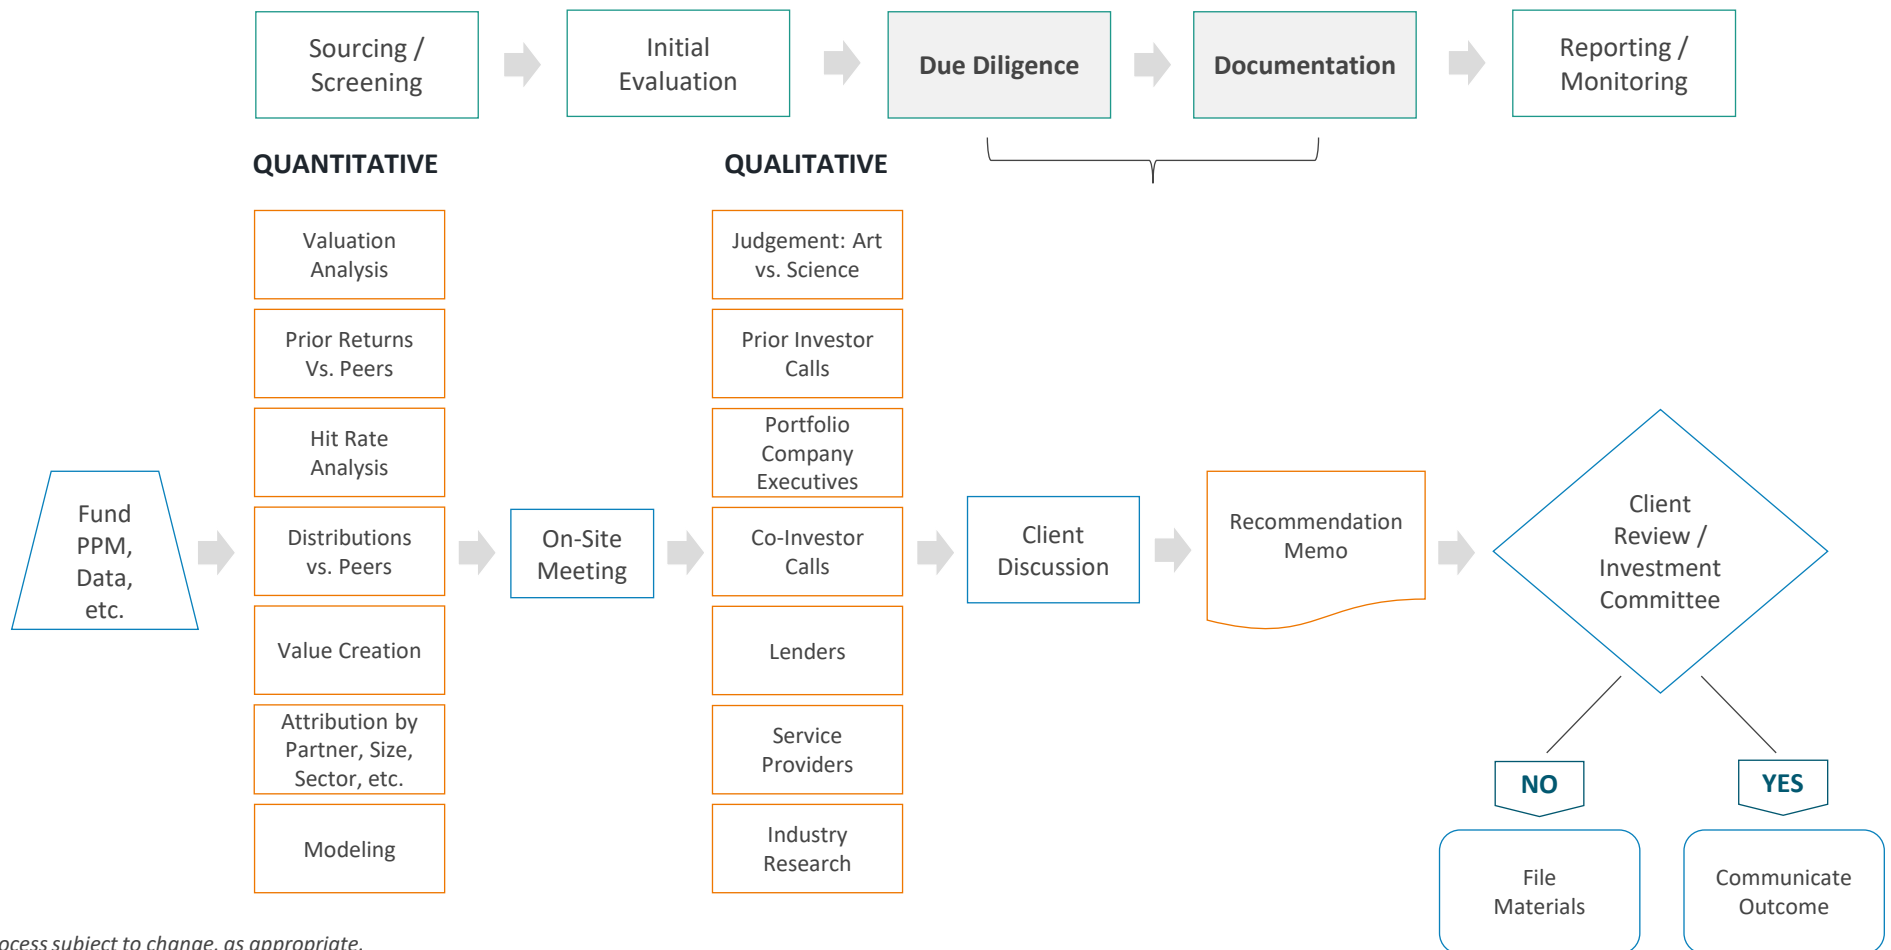 Sourcing /
Screening
Initial
Evaluation
Due Diligence
Documentation
Reporting /
Monitoring
QUANTITATIVE
QUALITATIVE
Fund
PPM,
Data,
etc.
Valuation
Analysis
Prior Returns
Vs. Peers
Hit Rate
Analysis
Distributions
vs. Peers
Value Creation
Attribution by
Partner, Size,
Sector, etc.
Modeling
On-Site
Meeting
Judgement: Art
vs. Science
Prior Investor
Calls
Portfolio
Company
Executives
Co-Investor
Calls
Lenders
Service
Providers
Industry
Research
Client
Discussion
Recommendation
Memo
Client
Review /
Investment
Committee
NO
YES
File
Materials
Communicate
Outcome
subject to change, as appropriate.